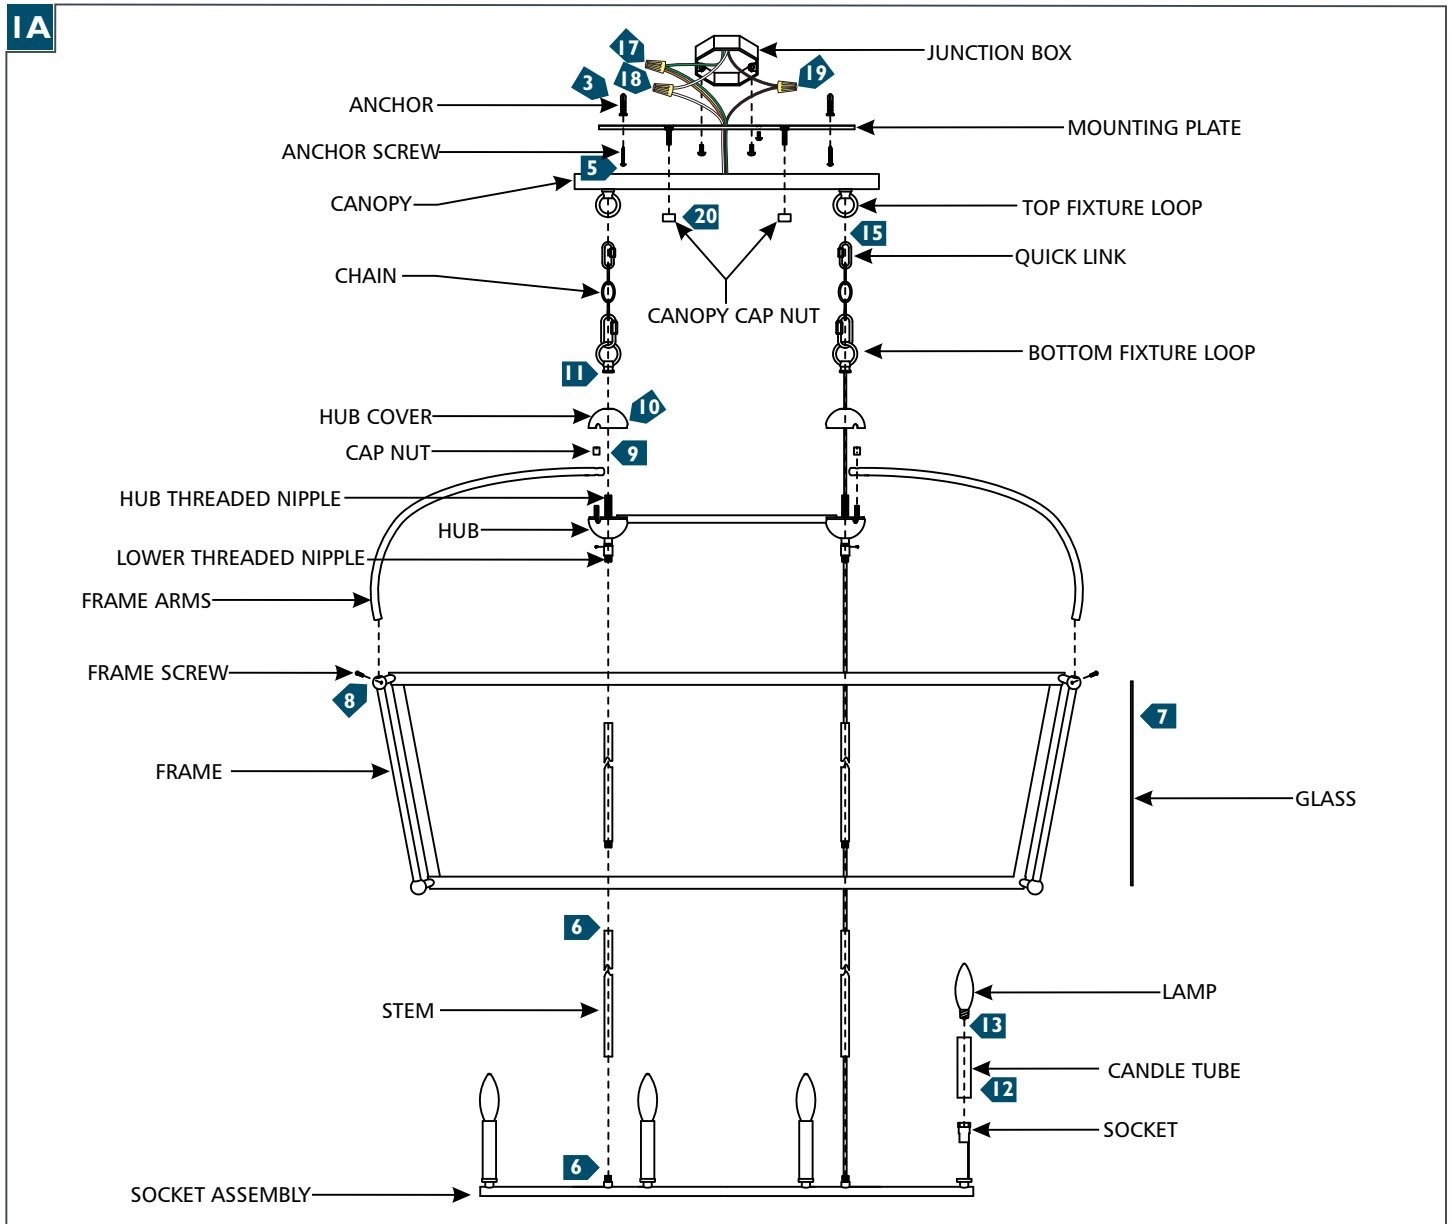 1A
17
JUNCTION BOX
3
18
19
ANCHOR
MOUNTING PLATE
ANCHOR SCREW
5
CANOPY
20
TOP FIXTURE LOOP
15
QUICK LINK
CHAIN
CANOPY CAP NUT
BOTTOM FIXTURE LOOP
11
HUB COVER
10
CAP NUT
9
HUB THREADED NIPPLE
HUB
LOWER THREADED NIPPLE
FRAME ARMS
FRAME SCREW
8
7
FRAME
GLASS
6
STEM
LAMP
13
CANDLE TUBE
12
SOCKET
6
SOCKET ASSEMBLY